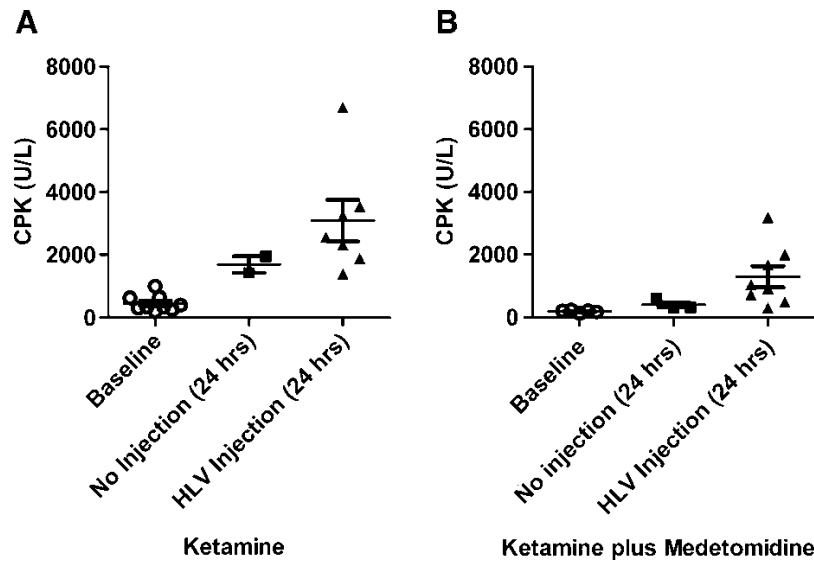 A
CPK (U/L)
8000
6000
4000
2000
0
Baseline
No Injection (24 hrs)
HLV Injection (24 hrs)
Ketamine
B
CPK (U/L)
8000
6000
4000
2000
0
Baseline
No injection (24 hrs)
HLV Injection (24 hrs)
Ketamine plus Medetomidine